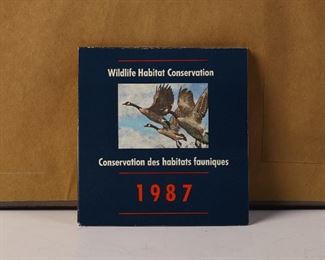 Wildlife Habitat Conservation
Conservation des habitats fauniques
1987